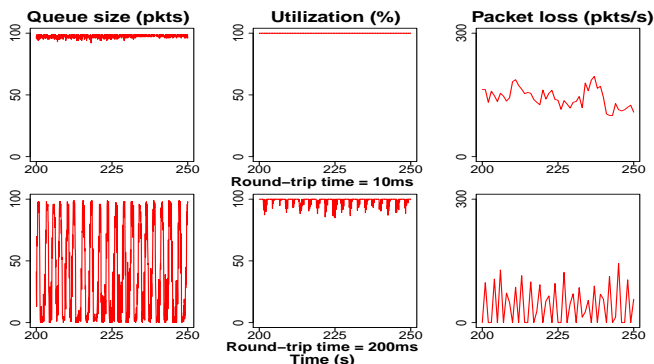 Queue size (pkts) Utilization (%) Packet loss (pkts/s)
100 100 300
50 50
0 0 0
200 225 250 200 225 250 200 225 250
Round-trip time = 10ms
100 100 300
50 50
0 0 0
200 225 250 200 225 250 200 225 250
Round-trip time = 200ms
Time (s)